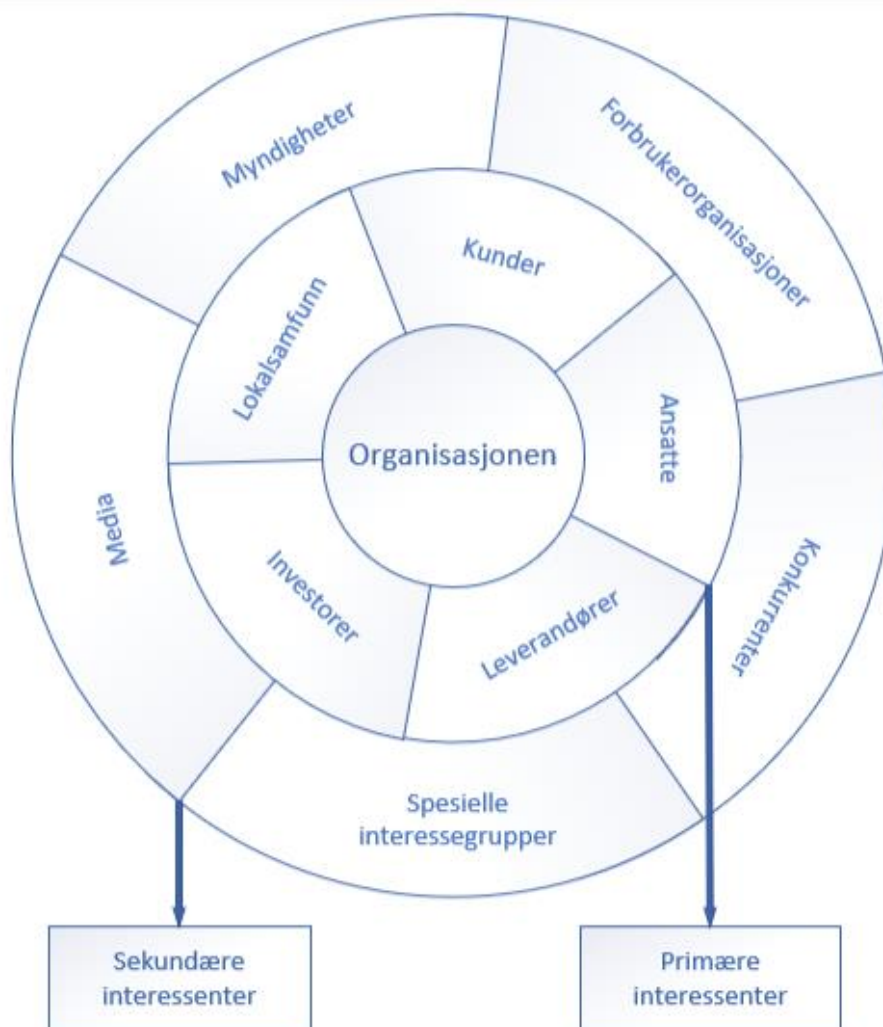 Myndigheter
Forbrukerorganisasjoner
Kunder
Lokalsamfunn
Ansatte
Organisasjonen
Media
Konkurrenter
Investorer
Leverandører
Spesielle
interessegrupper
Sekundære
interessenter
Primære
interessenter